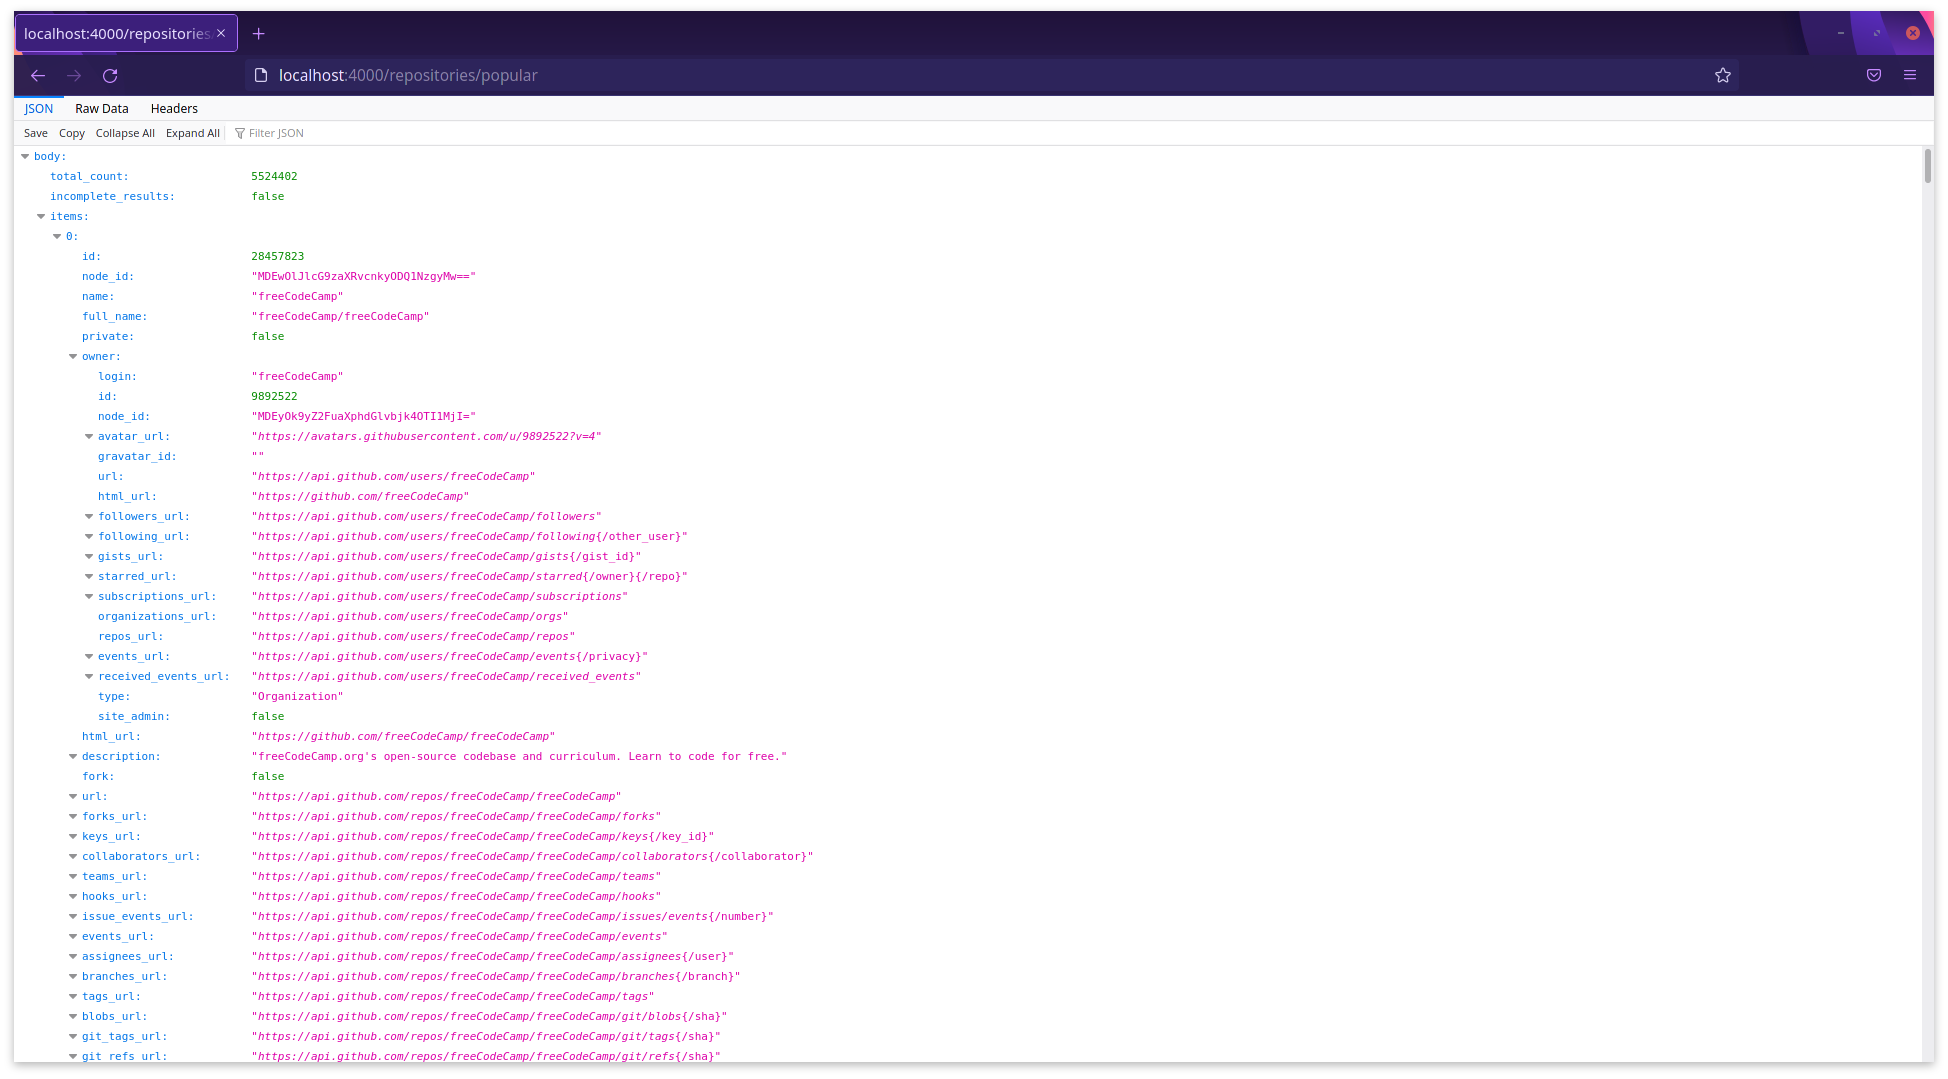 localhost:4000/repositories/
localhost:4000/repositories/popular
JSON Raw Data Headers
Save Copy Collapse All Expand All Filter JSON
body:
total_count: 5524402
incomplete_results: false
items:
0:
id: 28457823
node_id: "MDEwOlJlcG9zaXRvcnkyODQ1NzgyMw=="
name: "freeCodeCamp"
full_name: "freeCodeCamp/freeCodeCamp"
private: false
owner:
login: "freeCodeCamp"
id: 9892522
node_id: "MDEyOk9yZ2FuaXphdGlvbjk4OTI1MjI="
avatar_url: "https://avatars.githubusercontent.com/u/9892522?v=4"
gravatar_id: ""
url: "https://api.github.com/users/freeCodeCamp"
html_url: "https://github.com/freeCodeCamp"
followers_url: "https://api.github.com/users/freeCodeCamp/followers"
following_url: "https://api.github.com/users/freeCodeCamp/following{/other_user}"
gists_url: "https://api.github.com/users/freeCodeCamp/gists{/gist_id}"
starred_url: "https://api.github.com/users/freeCodeCamp/starred{/owner}{/repo}"
subscriptions_url: "https://api.github.com/users/freeCodeCamp/subscriptions"
organizations_url: "https://api.github.com/users/freeCodeCamp/orgs"
repos_url: "https://api.github.com/users/freeCodeCamp/repos"
events_url: "https://api.github.com/users/freeCodeCamp/events{/privacy}"
received_events_url: "https://api.github.com/users/freeCodeCamp/received_events"
type: "Organization"
site_admin: false
html_url: "https://github.com/freeCodeCamp/freeCodeCamp"
description: "freeCodeCamp.org's open-source codebase and curriculum. Learn to code for free."
fork: false
url: "https://api.github.com/repos/freeCodeCamp/freeCodeCamp"
forks_url: "https://api.github.com/repos/freeCodeCamp/freeCodeCamp/forks"
keys_url: "https://api.github.com/repos/freeCodeCamp/freeCodeCamp/keys{/key_id}"
collaborators_url: "https://api.github.com/repos/freeCodeCamp/freeCodeCamp/collaborators{/collaborator}"
teams_url: "https://api.github.com/repos/freeCodeCamp/freeCodeCamp/teams"
hooks_url: "https://api.github.com/repos/freeCodeCamp/freeCodeCamp/hooks"
issue_events_url: "https://api.github.com/repos/freeCodeCamp/freeCodeCamp/issues/events{/number}"
events_url: "https://api.github.com/repos/freeCodeCamp/freeCodeCamp/events"
assignees_url: "https://api.github.com/repos/freeCodeCamp/freeCodeCamp/assignees{/user}"
branches_url: "https://api.github.com/repos/freeCodeCamp/freeCodeCamp/branches{/branch}"
tags_url: "https://api.github.com/repos/freeCodeCamp/freeCodeCamp/tags"
blobs_url: "https://api.github.com/repos/freeCodeCamp/freeCodeCamp/git/blobs{/sha}"
git_tags_url: "https://api.github.com/repos/freeCodeCamp/freeCodeCamp/git/tags{/sha}"
git_refs_url: "https://api.github.com/repos/freeCodeCamp/freeCodeCamp/git/refs{/sha}"